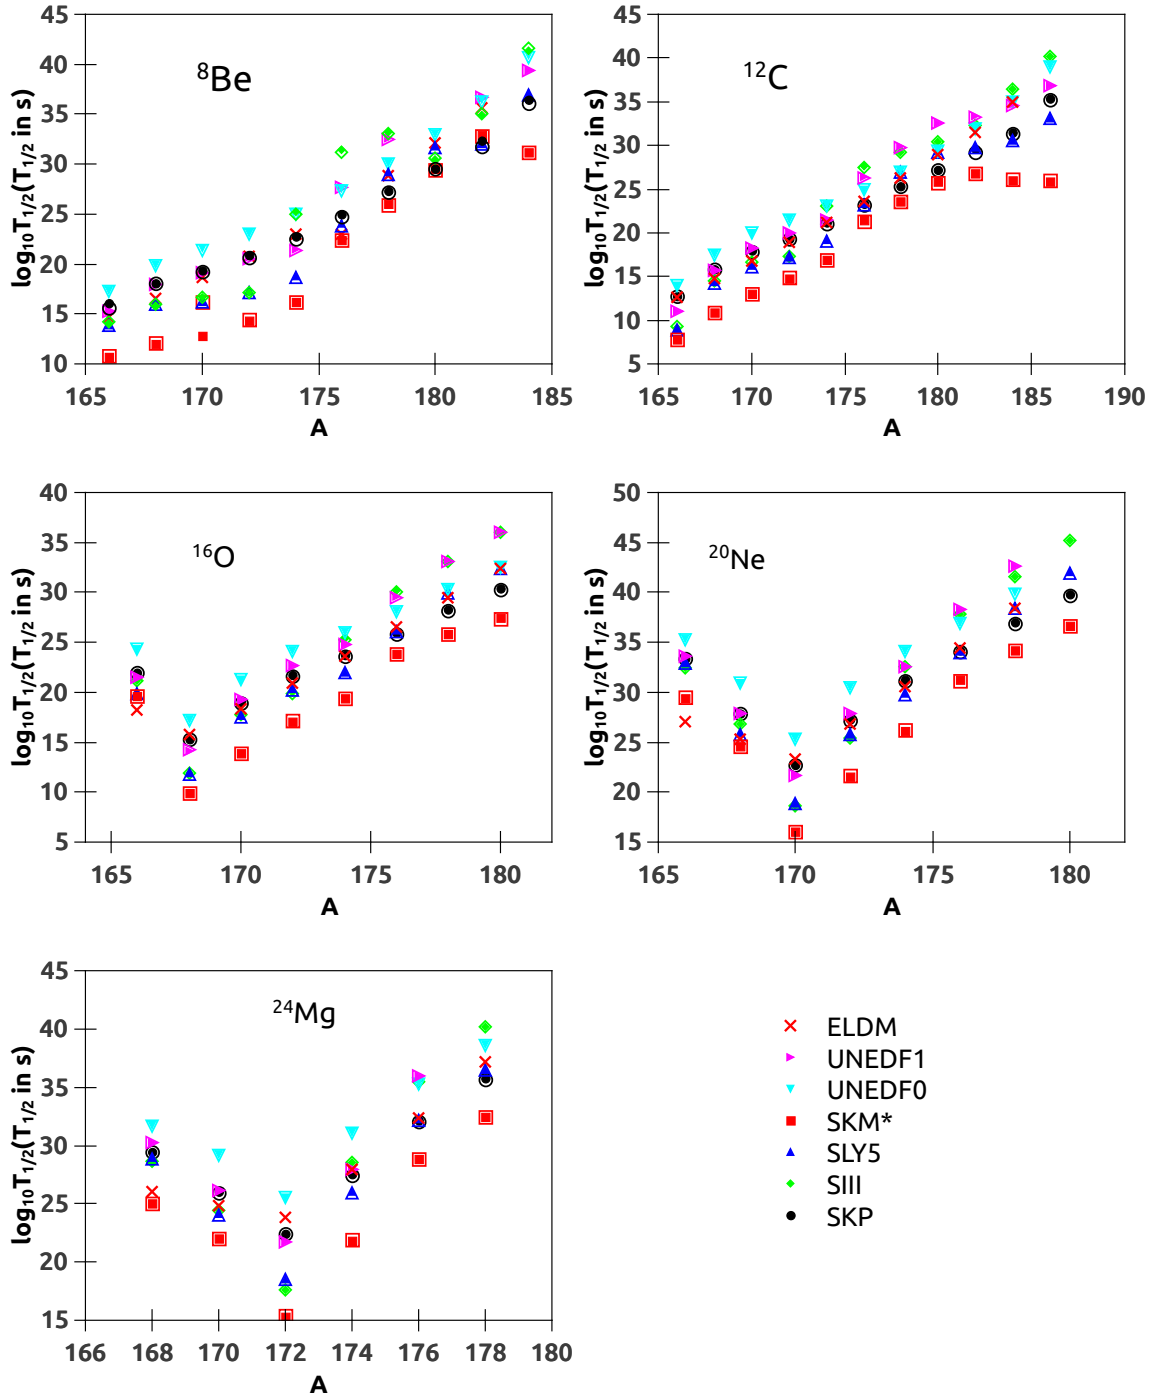 45
40
35
30
25
20
15
10
log₁₀T₁/₂(T₁/₂ in s)
⁸Be
165 170 175 180 185
A
45
40
35
30
25
20
15
10
5
log₁₀T₁/₂(T₁/₂ in s)
¹²C
165 170 175 180 185 190
A
40
35
30
25
20
15
10
5
log₁₀T₁/₂(T₁/₂ in s)
¹⁶O
165 170 175 180
A
50
45
40
35
30
25
20
15
log₁₀T₁/₂(T₁/₂ in s)
²⁰Ne
165 170 175 180
A
45
40
35
30
25
20
15
log₁₀T₁/₂(T₁/₂ in s)
²⁴Mg
166 168 170 172 174 176 178 180
A
ELDM
UNEDF1
UNEDF0
SKM*
SLY5
SIII
SKP